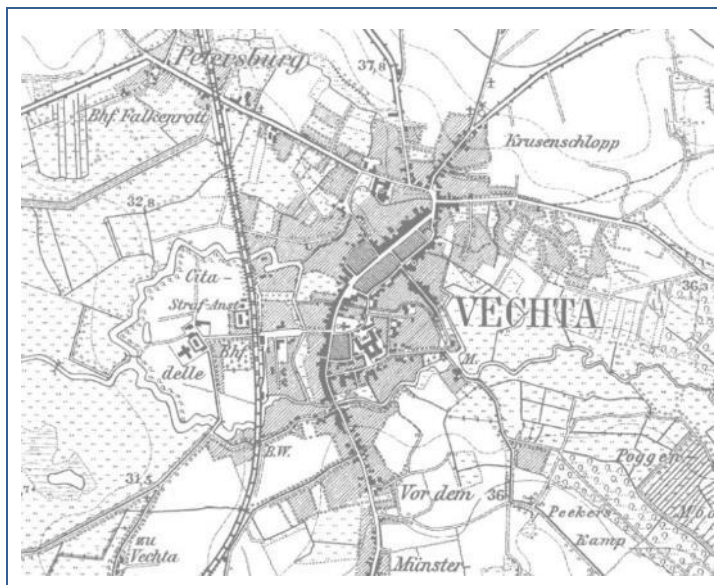 Petersburg
37,8
Bhf. Falkenrott
Krusenschlopp
32,8
36,3
Cita-
Straf-Anst.
VECHTA
Bhf.
delle
M.
B.W.
Poggen-
31,5
Vor dem
36
Peekers
Moo
zu
Vechta
Kamp
Münster-